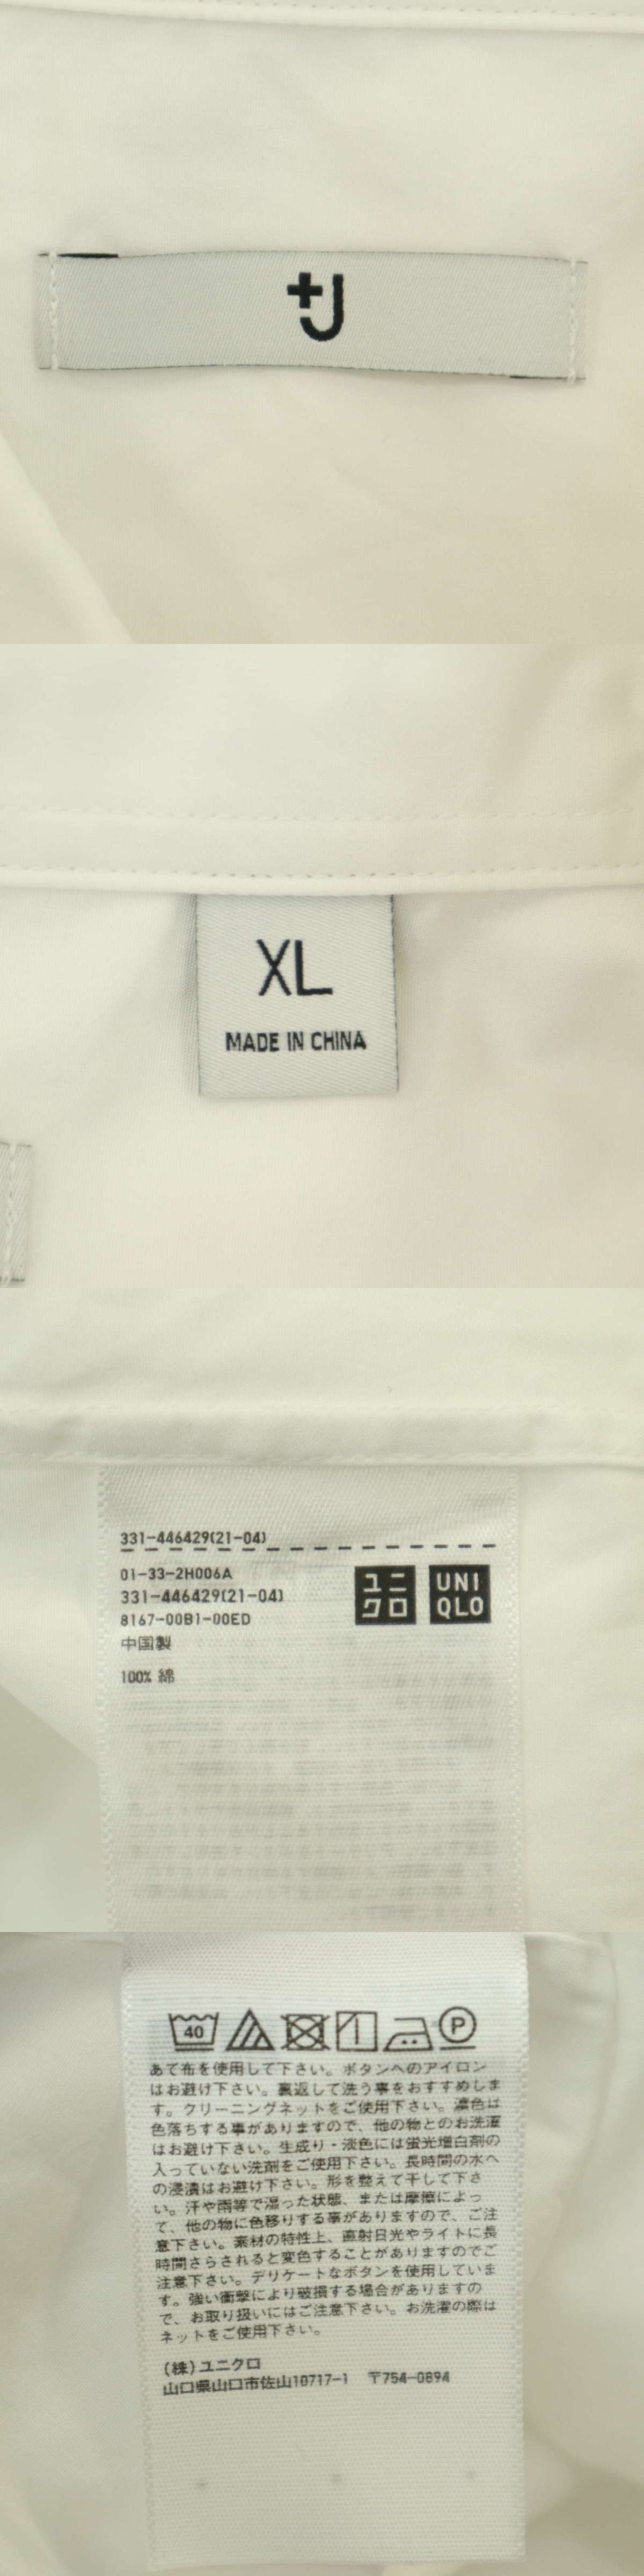 +J
XL
MADE IN CHINA
331-446429(21-04)
01-33-2H006A
331-446429(21-04)
8167-00B1-00ED
中国製
100% 綿
ユニ
クロ
UNI
QLO
40
P
あて布を使用して下さい。ボタンへのアイロン
はお避け下さい。裏返して洗う事をおすすめしま
す。クリーニングネットをご使用下さい。濃色は
色落ちする事がありますので、他の物とのお洗濯
はお避け下さい。生成り・淡色には蛍光増白剤の
入っていない洗剤をご使用下さい。長時間の水へ
の浸漬はお避け下さい。形を整えて干して下さ
い。汗や雨等で湿った状態、または摩擦によっ
て、他の物に色移りする事がありますので、ご注
意下さい。素材の特性上、直射日光やライトに長
時間さらされると変色することがありますのでご
注意下さい。デリケートなボタンを使用していま
す。強い衝撃により破損する場合がありますの
で、お取り扱いにはご注意下さい。お洗濯の際は
ネットをご使用下さい。
(株)ユニクロ
山口県山口市佐山10717-1 〒754-0894